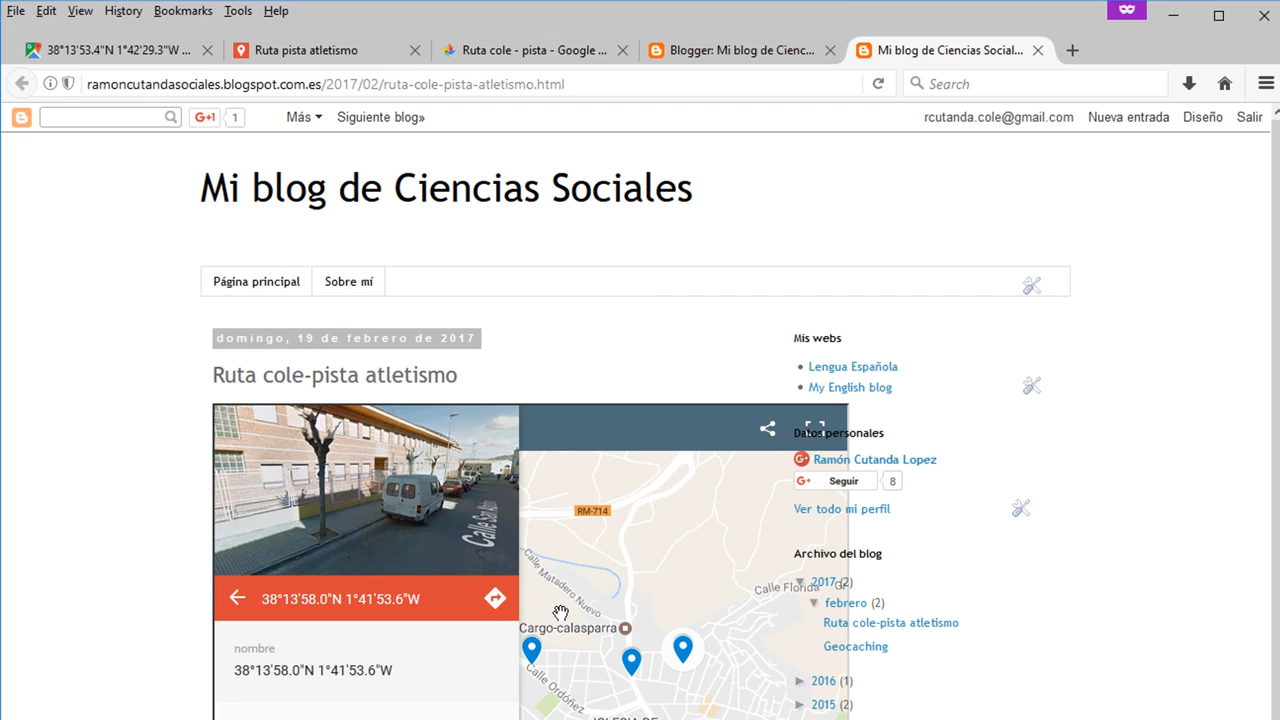 File Edit View History Bookmarks Tools Help
38°13'53.4"N 1°42'29.3"W ...
Ruta pista atletismo
Ruta cole - pista - Google ...
Blogger: Mi blog de Cienc...
Mi blog de Ciencias Social...
ramoncutandasociales.blogspot.com.es/2017/02/ruta-cole-pista-atletismo.html
Search
G+1 1
Más
Siguiente blog»
rcutanda.cole@gmail.com
Nueva entrada
Diseño
Salir
Mi blog de Ciencias Sociales
Página principal
Sobre mí
domingo, 19 de febrero de 2017
Ruta cole-pista atletismo
38°13'58.0"N 1°41'53.6"W
nombre
38°13'58.0"N 1°41'53.6"W
RM-714
Calle Matadero Nuevo
Calle Florida
Cargo-calasparra
Calle Ordóñez
IGLESIA DE
Mis webs
Lengua Española
My English blog
Datos personales
Ramón Cutanda Lopez
G+ Seguir 8
Ver todo mi perfil
Archivo del blog
▼ 2017 (2)
▼ febrero (2)
Ruta cole-pista atletismo
Geocaching
► 2016 (1)
► 2015 (2)